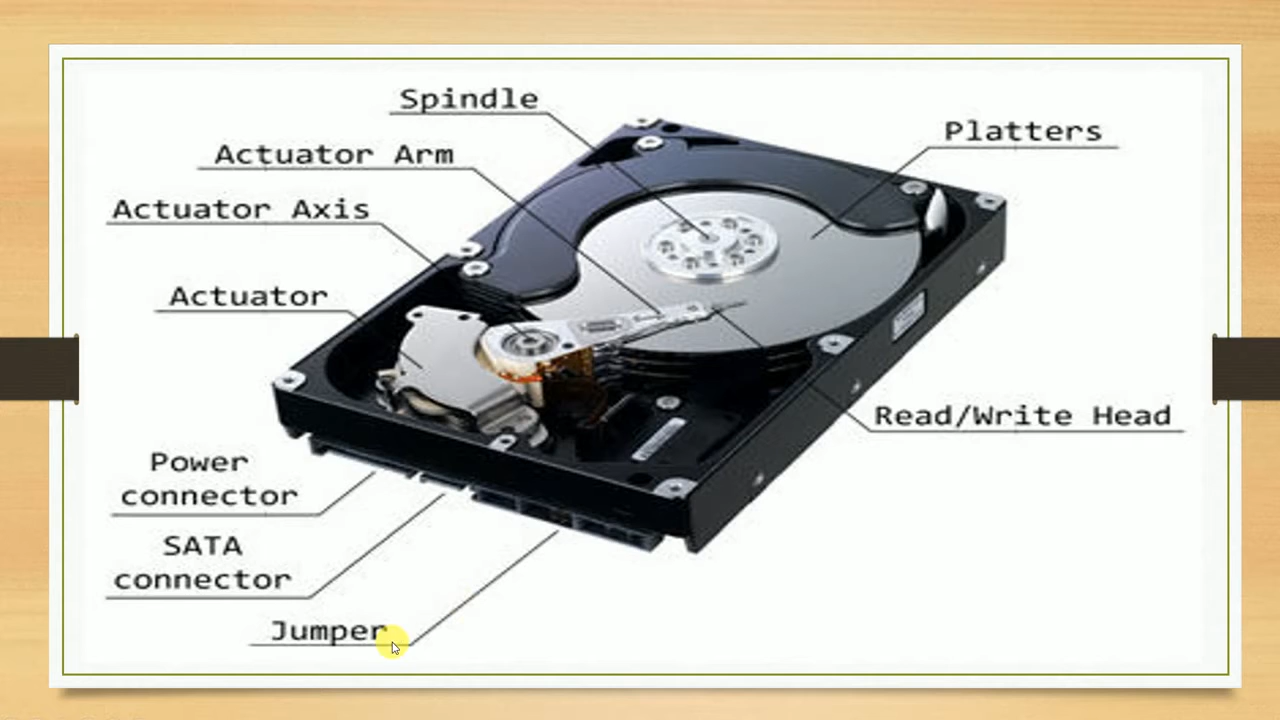 Spindle
Platters
Actuator Arm
Actuator Axis
Actuator
Read/Write Head
Power
connector
SATA
connector
Jumper